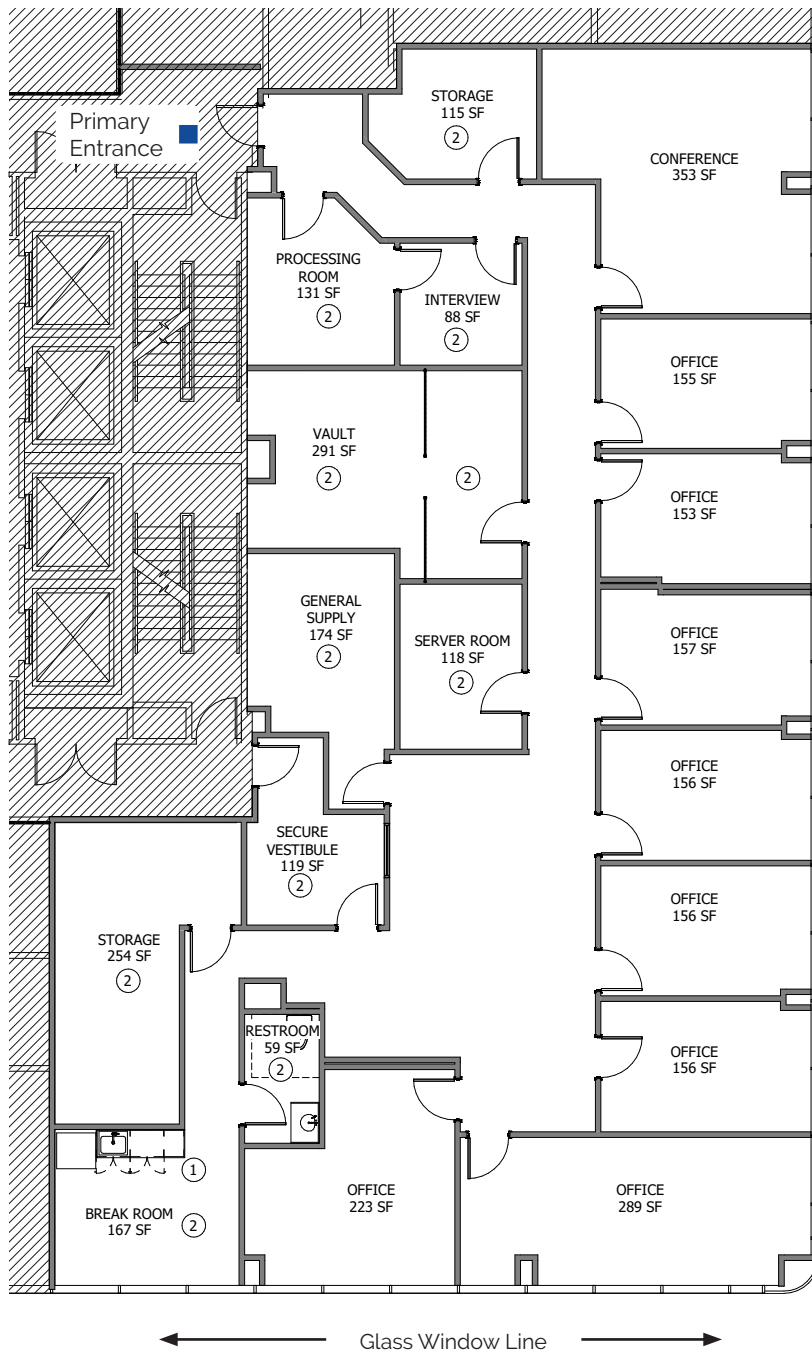 Primary
Entrance
STORAGE
115 SF
2
CONFERENCE
353 SF
PROCESSING
ROOM
131 SF
2
INTERVIEW
88 SF
2
OFFICE
155 SF
VAULT
291 SF
2
2
OFFICE
153 SF
GENERAL
SUPPLY
174 SF
2
SERVER ROOM
118 SF
2
OFFICE
157 SF
OFFICE
156 SF
SECURE
VESTIBULE
119 SF
2
OFFICE
156 SF
STORAGE
254 SF
2
RESTROOM
59 SF
2
OFFICE
156 SF
1
BREAK ROOM
167 SF
2
OFFICE
223 SF
OFFICE
289 SF
Glass Window Line